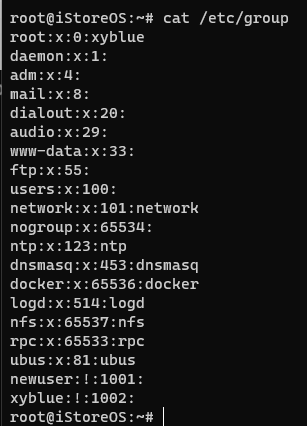 root@iStoreOS:~# cat /etc/group
root:x:0:xyblue
daemon:x:1:
adm:x:4:
mail:x:8:
dialout:x:20:
audio:x:29:
www-data:x:33:
ftp:x:55:
users:x:100:
network:x:101:network
nogroup:x:65534:
ntp:x:123:ntp
dnsmasq:x:453:dnsmasq
docker:x:65536:docker
logd:x:514:logd
nfs:x:65537:nfs
rpc:x:65533:rpc
ubus:x:81:ubus
newuser:!:1001:
xyblue:!:1002:
root@iStoreOS:~#